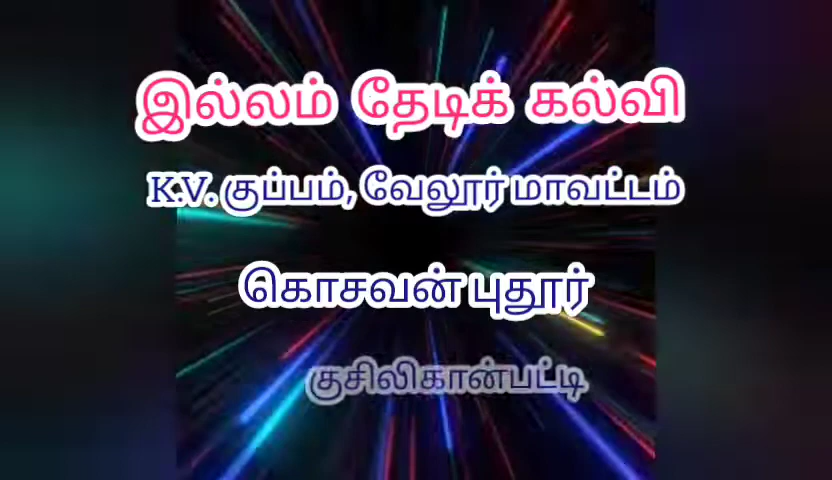 இல்லம் தேடிக் கல்வி
K.V. குப்பம், வேலூர் மாவட்டம்
கொசவன் புதூர்
குசிலிகான்பட்டி